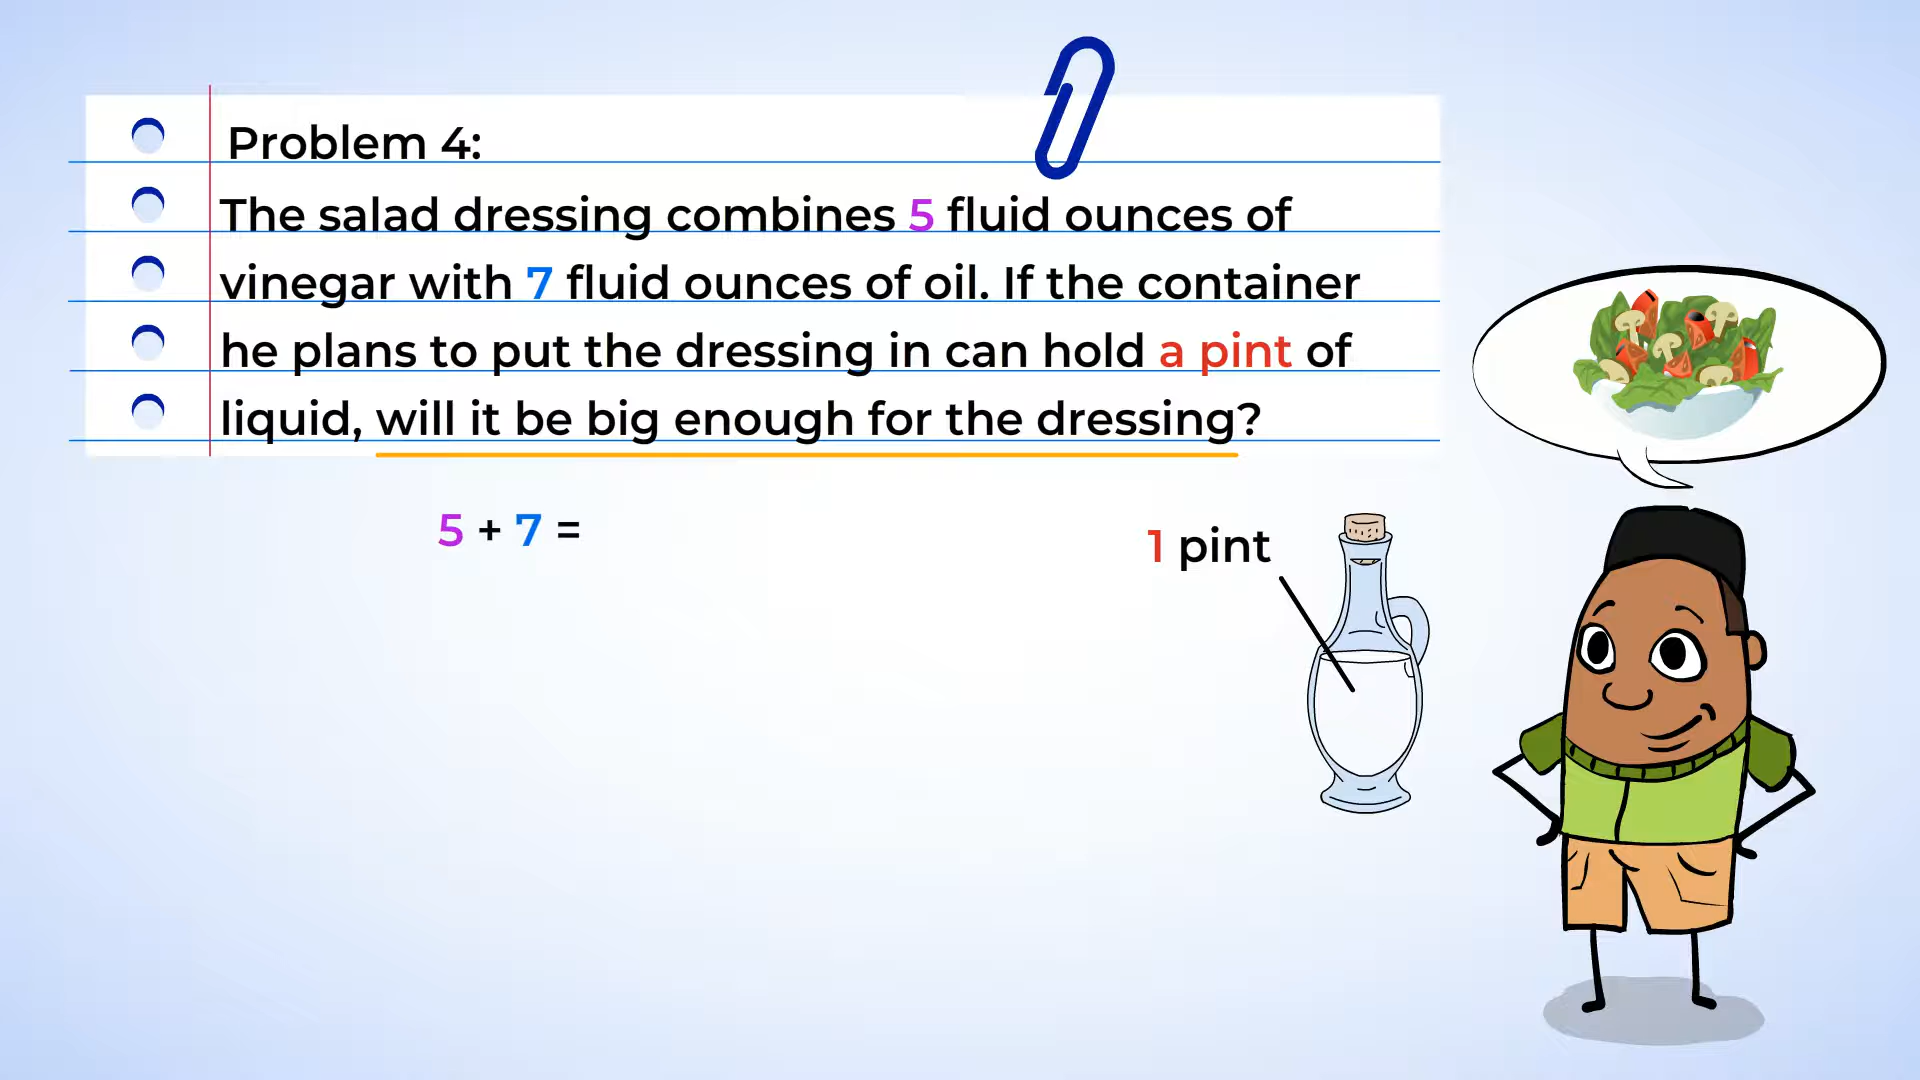 Problem 4:
The salad dressing combines 5 fluid ounces of
vinegar with 7 fluid ounces of oil. If the container
he plans to put the dressing in can hold a pint of
liquid, will it be big enough for the dressing?
5 + 7 =
1 pint